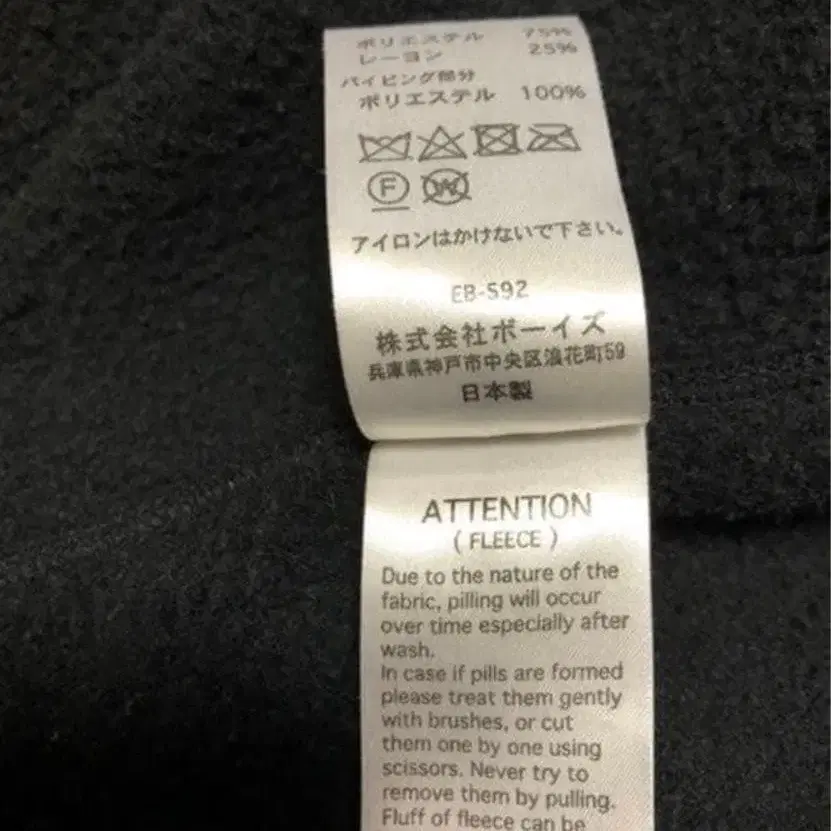 ポリエステル 75%
レーヨン 25%
パイピング部分
ポリエステル 100%
F W
アイロンはかけないで下さい。
EB-592
株式会社ボーイズ
兵庫県神戸市中央区浪花町59
日本製
ATTENTION
( FLEECE )
Due to the nature of the
fabric, pilling will occur
over time especially after
wash.
In case if pills are formed
please treat them gently
with brushes, or cut
them one by one using
scissors. Never try to
remove them by pulling.
Fluff of fleece can be